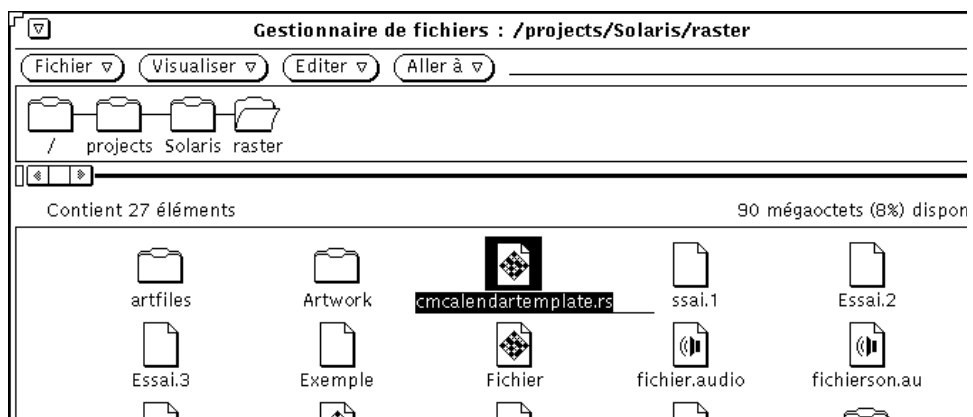 Gestionnaire de fichiers : /projects/Solaris/raster
Fichier Visualiser Editer Aller à
/ projects Solaris raster
Contient 27 éléments 90 mégaoctets (8%) dispon
artfiles Artwork cmcalendartemplate.rs ssai.1 Essai.2
Essai.3 Exemple Fichier fichier.audio fichierson.au